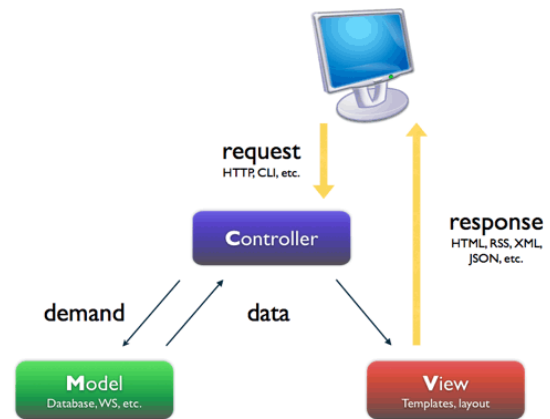 request
HTTP, CLI, etc.
response
HTML, RSS, XML,
JSON, etc.
Controller
demand
data
Model
Database, WS, etc.
View
Templates, layout